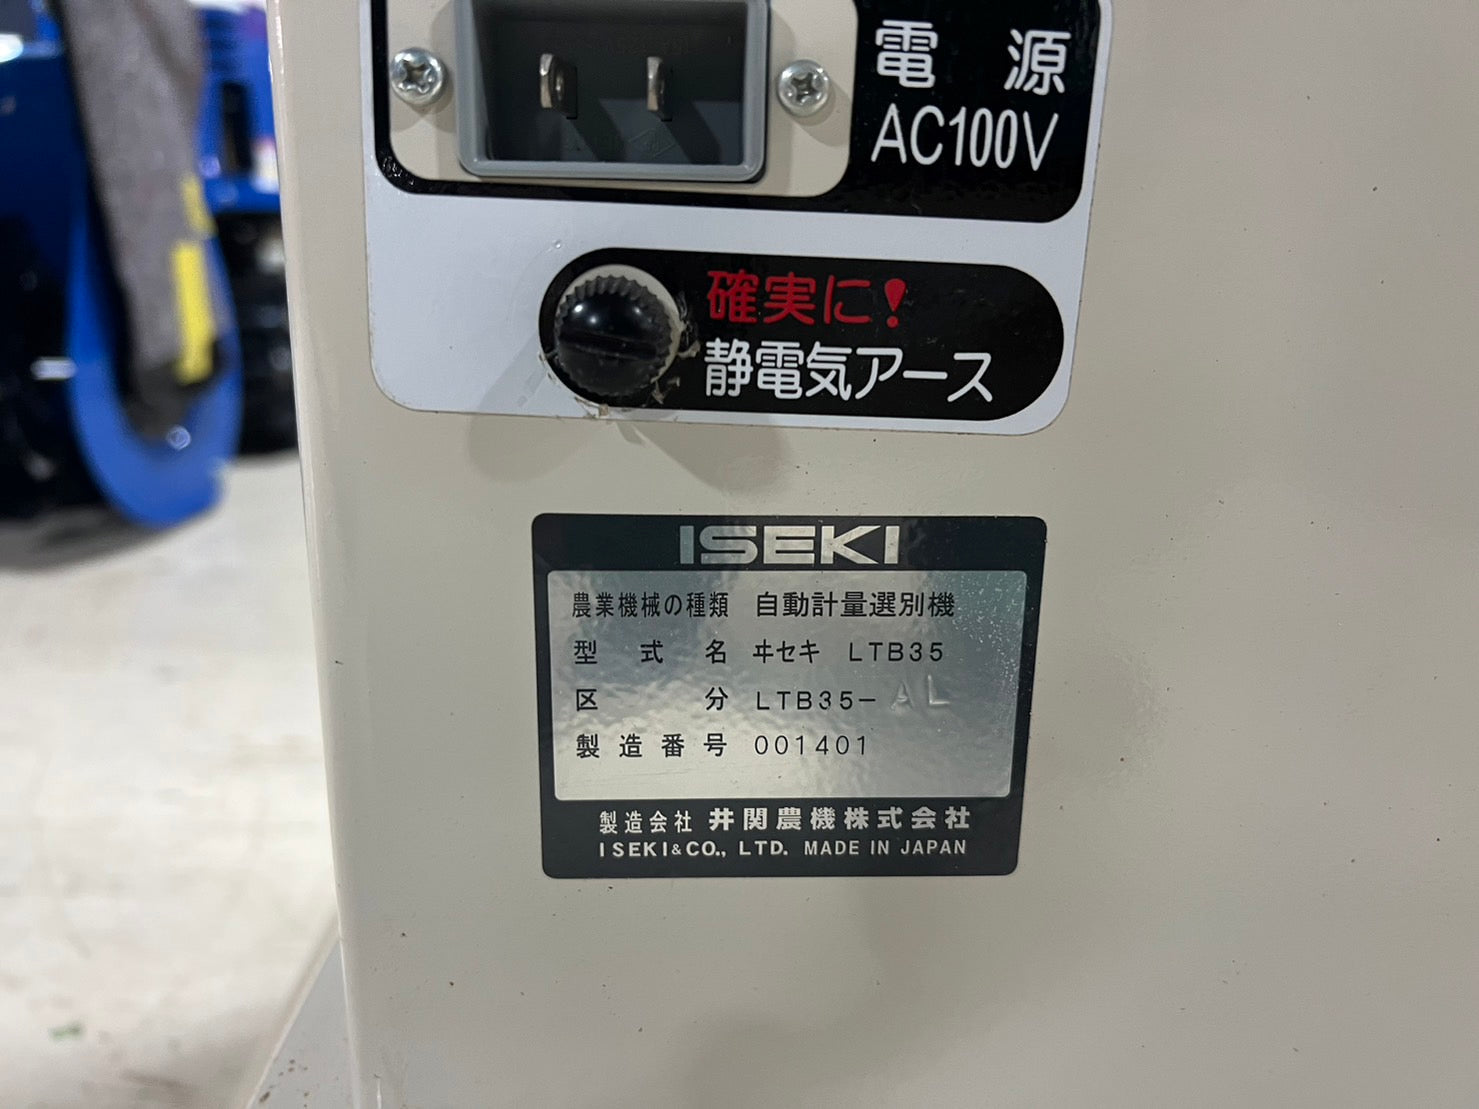 電源
AC100V
確実に!
静電気アース
ISEKI
農業機械の種類 自動計量選別機
型式名 ヰセキ LTB35
区分 LTB35-AL
製造番号 001401
製造会社 井関農機株式会社
ISEKI&CO., LTD. MADE IN JAPAN